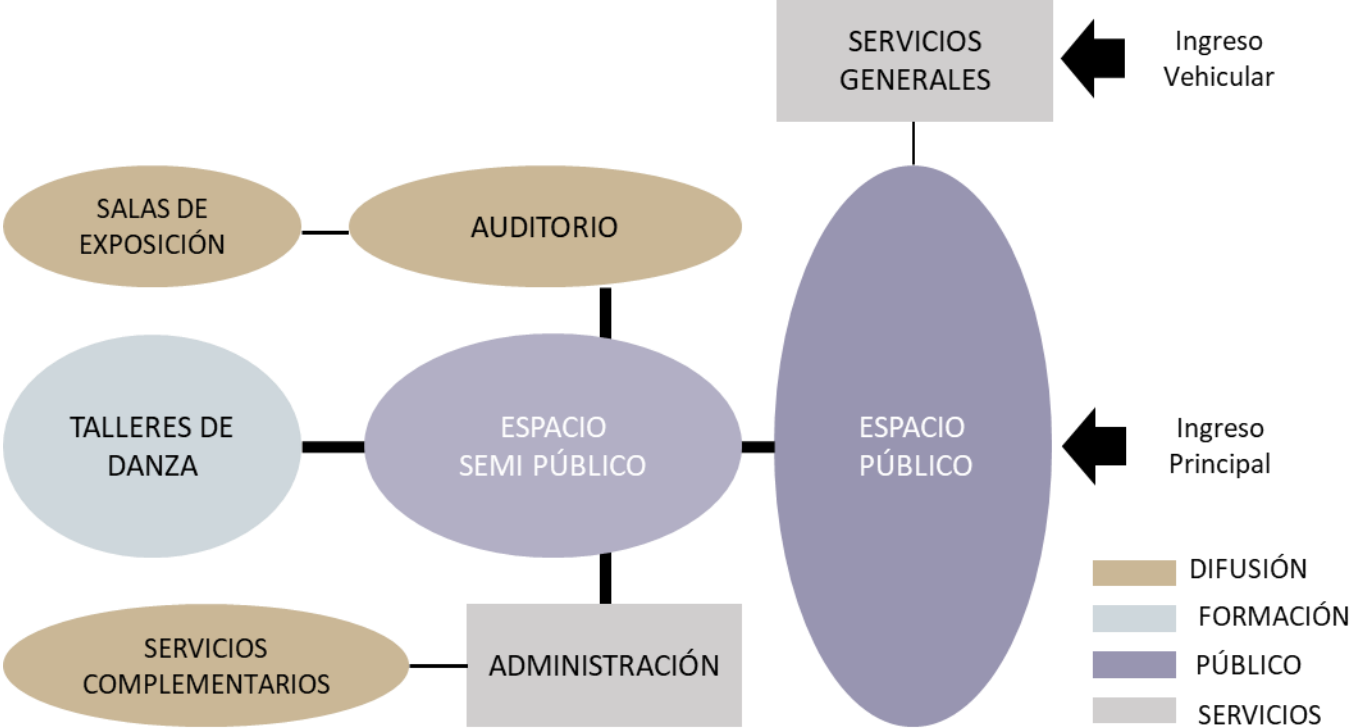 SERVICIOS
GENERALES
Ingreso
Vehicular
SALAS DE
EXPOSICIÓN
AUDITORIO
TALLERES DE
DANZA
ESPACIO
SEMI PÚBLICO
ESPACIO
PÚBLICO
Ingreso
Principal
SERVICIOS
COMPLEMENTARIOS
ADMINISTRACIÓN
DIFUSIÓN
FORMACIÓN
PÚBLICO
SERVICIOS